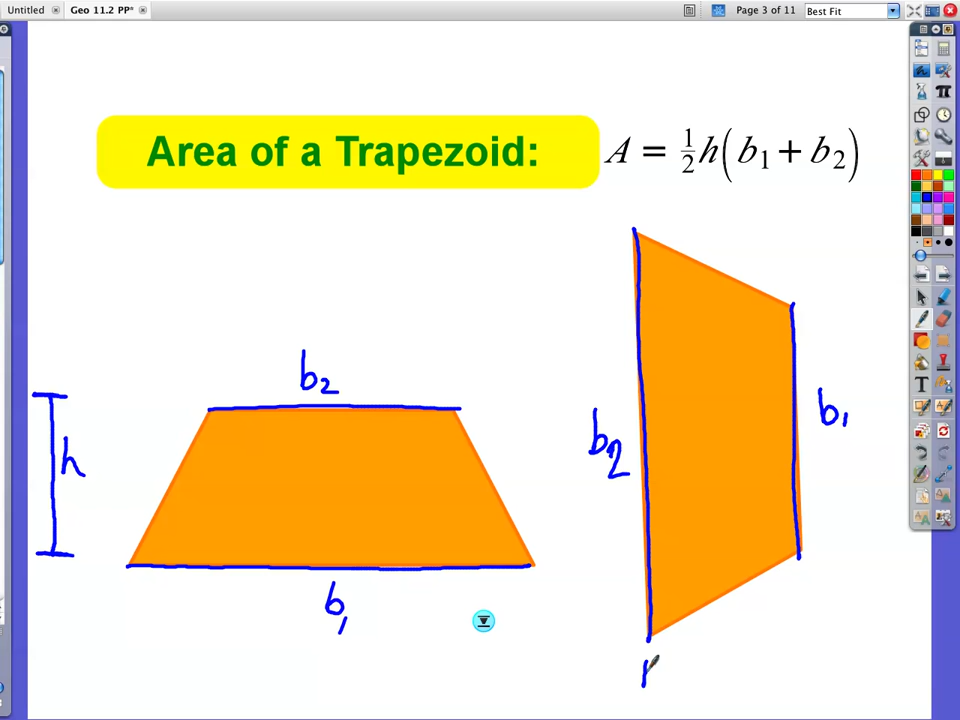 Untitled
Geo 11.2 PP*
Page 3 of 11
Best Fit
Area of a Trapezoid:
A = ½h(b₁ + b₂)
b₂
h
b₁
b₂
b₁
T